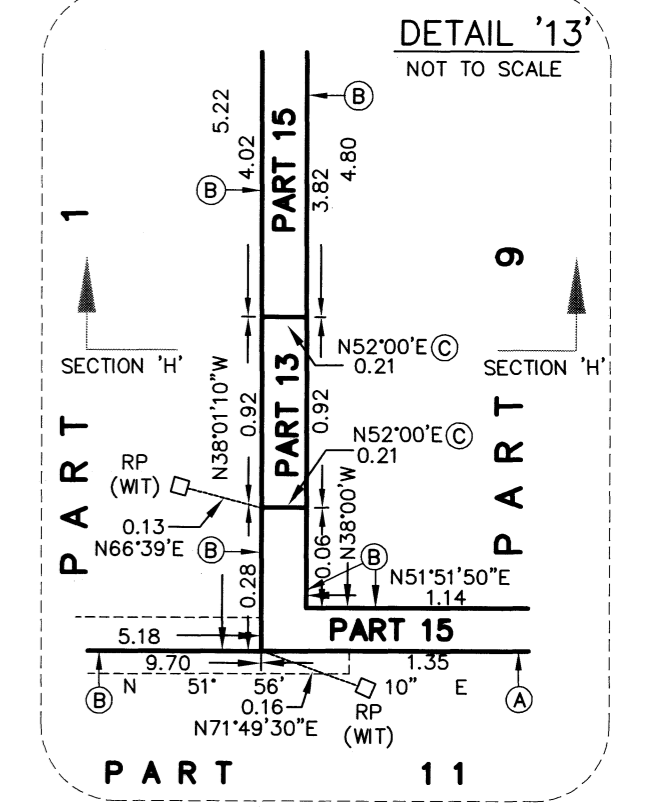 DETAIL '13'
NOT TO SCALE
5.22
4.02
B
PART 15
B
3.82
4.80
PART 1
PART 9
SECTION 'H'
SECTION 'H'
N52°00'E C
0.21
N38°01'10"W
0.92
PART 13
0.92
N52°00'E C
0.21
RP
(WIT)
0.13
N66°39'E
B
0.28
0.06
N38°00'W
B
N51°51'50"E
1.14
PART 15
5.18
9.70
1.35
B
N 51° 56' 10" E
A
0.16
N71°49'30"E
RP
(WIT)
PART 11